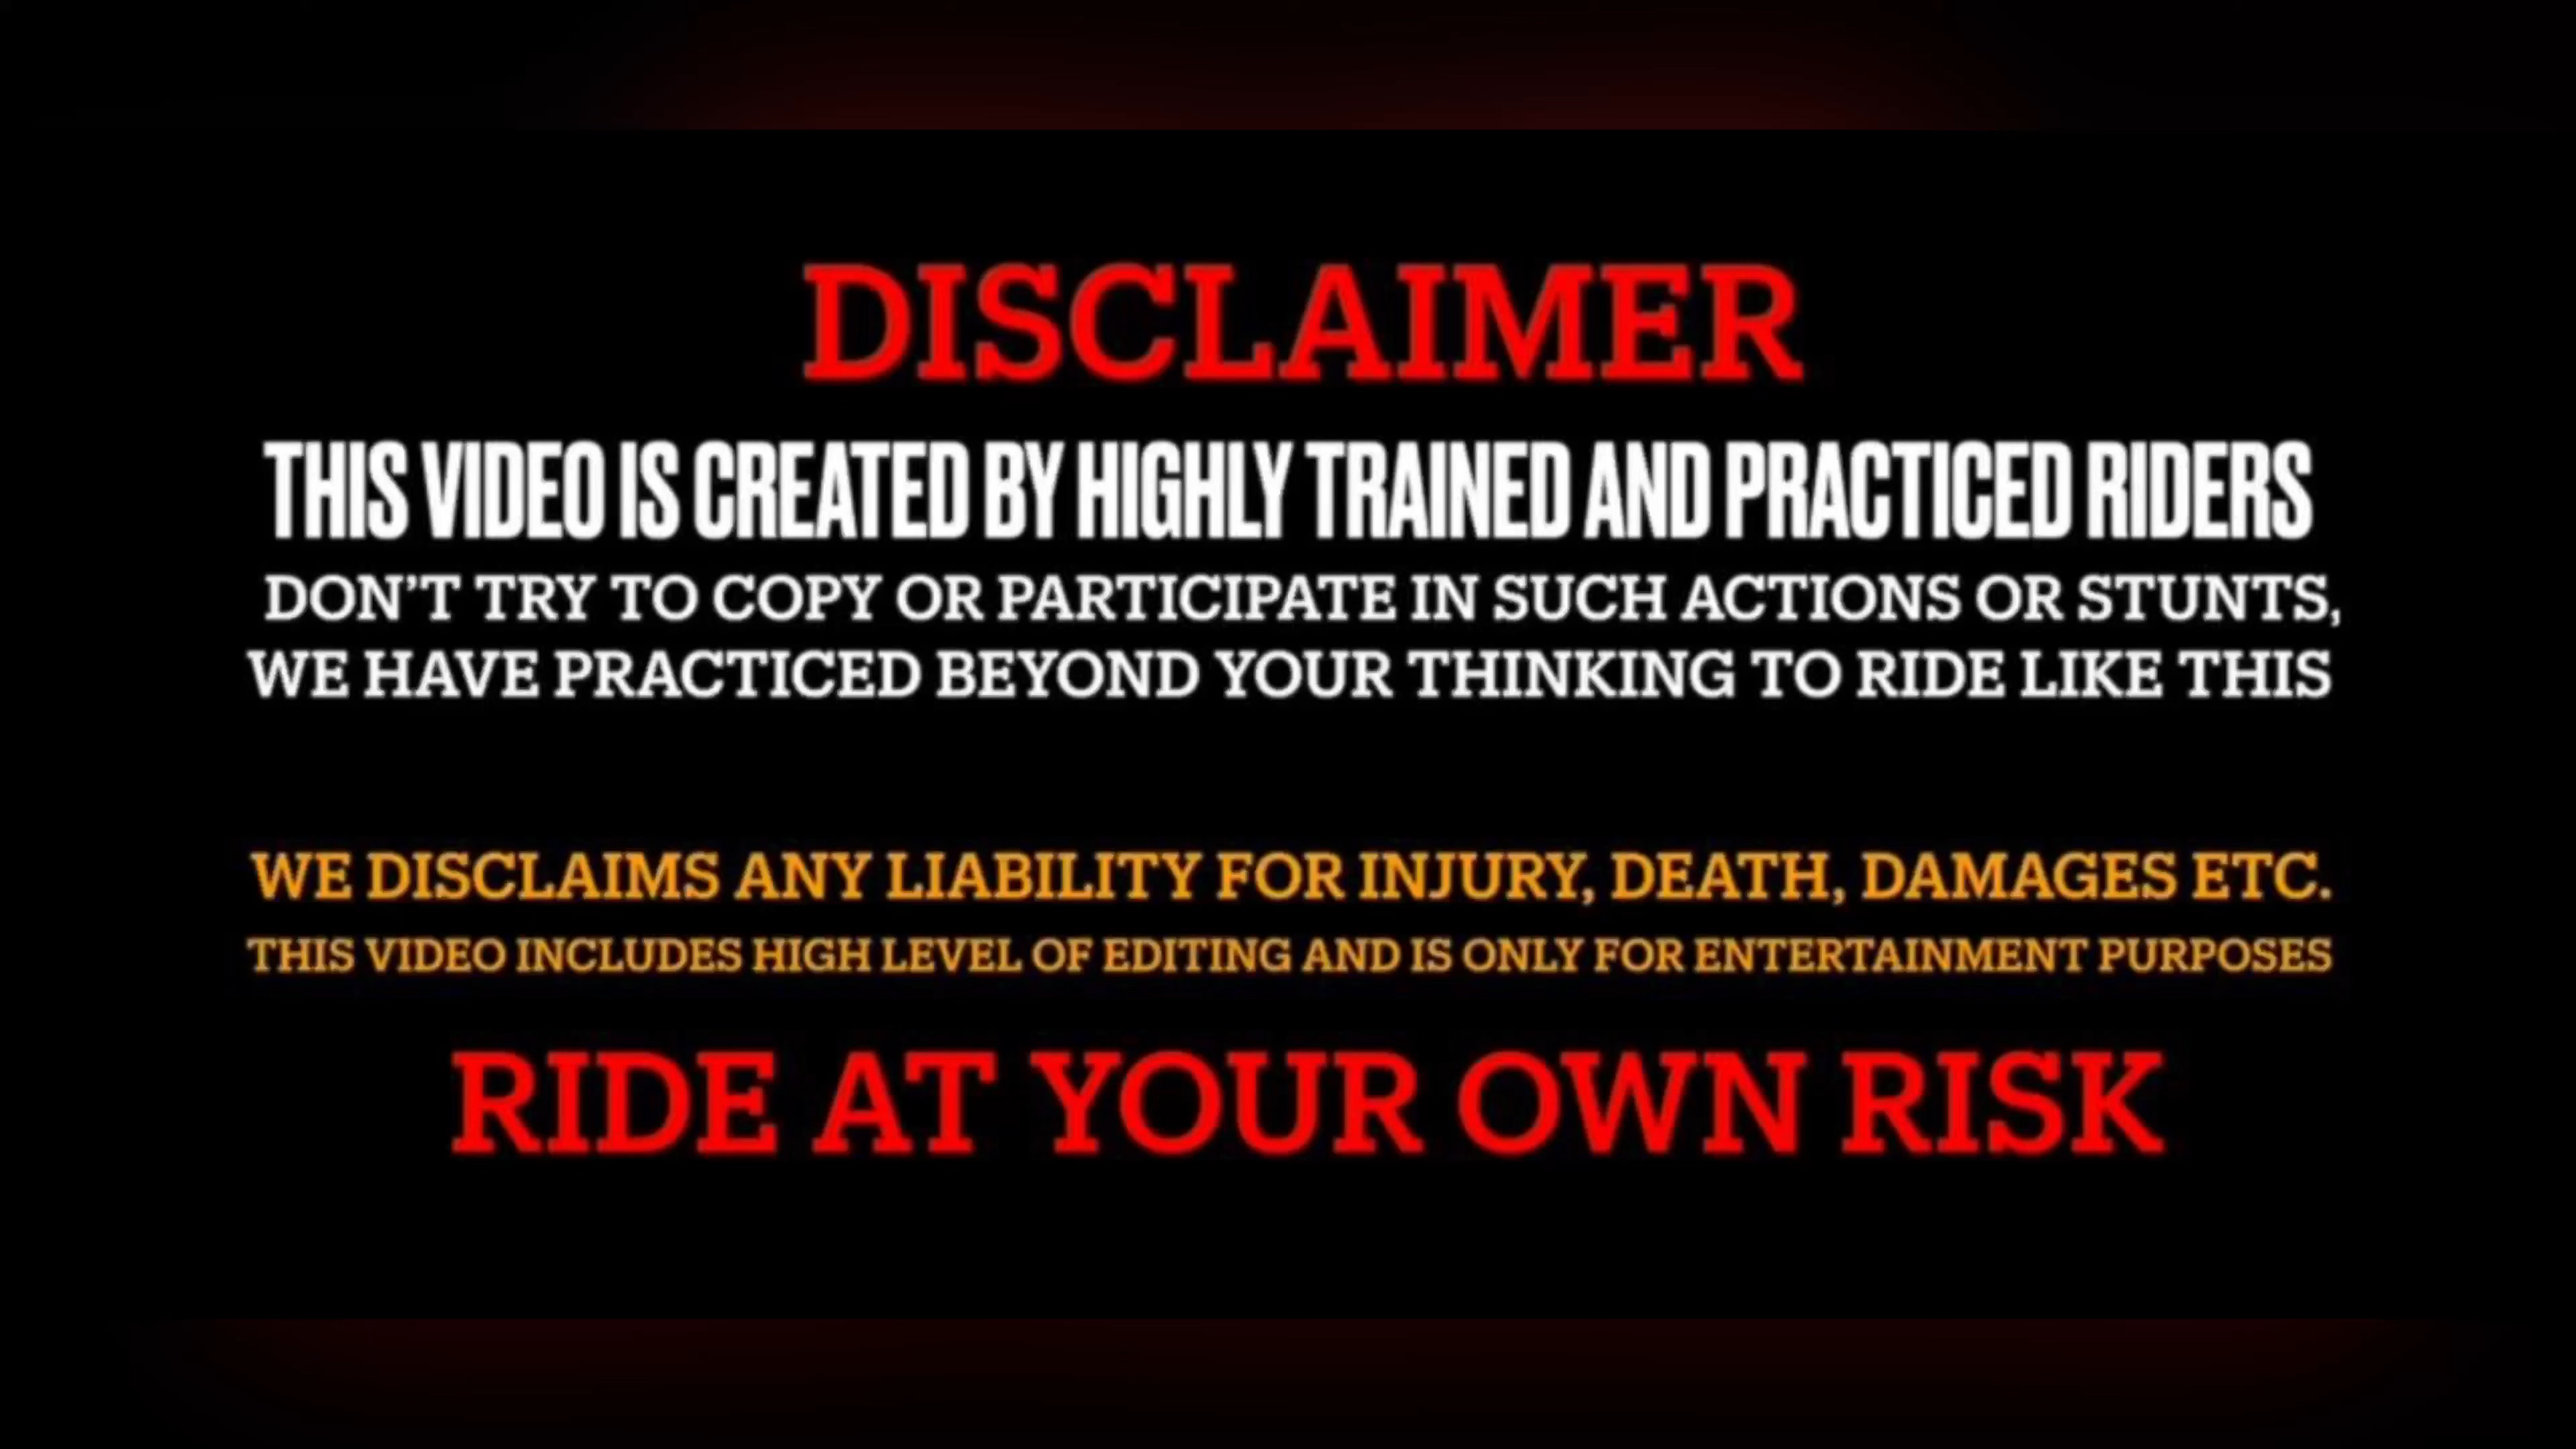 DISCLAIMER
THIS VIDEO IS CREATED BY HIGHLY TRAINED AND PRACTICED RIDERS
DON'T TRY TO COPY OR PARTICIPATE IN SUCH ACTIONS OR STUNTS,
WE HAVE PRACTICED BEYOND YOUR THINKING TO RIDE LIKE THIS
WE DISCLAIMS ANY LIABILITY FOR INJURY, DEATH, DAMAGES ETC.
THIS VIDEO INCLUDES HIGH LEVEL OF EDITING AND IS ONLY FOR ENTERTAINMENT PURPOSES
RIDE AT YOUR OWN RISK